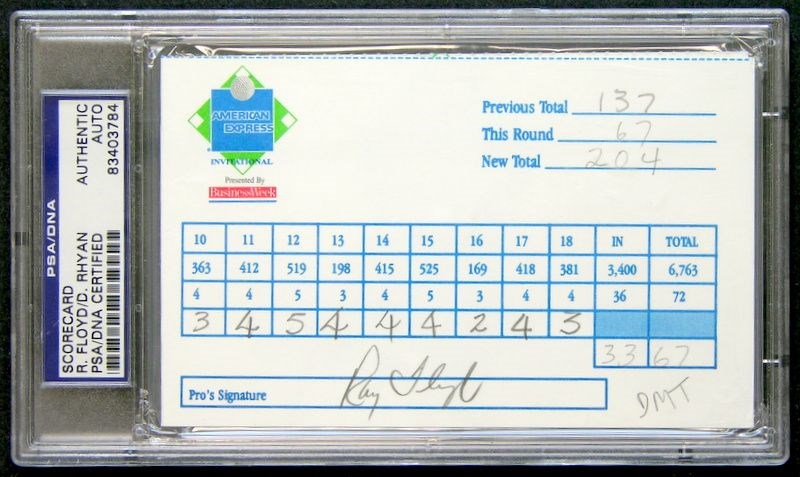 PSA/DNA
SCORECARD
R. FLOYD/D. RHYAN
PSA/DNA CERTIFIED
AUTHENTIC
AUTO
83403784
AMERICAN
EXPRESS
INVITATIONAL
Presented By
BusinessWeek
Previous Total 137
This Round 67
New Total 204
10 11 12 13 14 15 16 17 18 IN TOTAL
363 412 519 198 415 525 169 418 381 3,400 6,763
4 4 5 3 4 5 3 4 4 36 72
3 4 5 4 4 4 2 4 3
33 67
Pro's Signature Ray Floyd
DMT